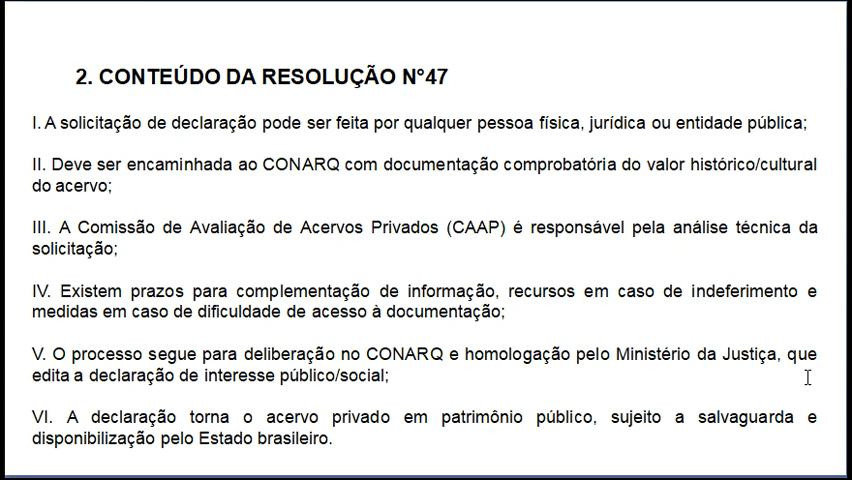 2. CONTEÚDO DA RESOLUÇÃO N°47
I. A solicitação de declaração pode ser feita por qualquer pessoa física, jurídica ou entidade pública;
II. Deve ser encaminhada ao CONARQ com documentação comprobatória do valor histórico/cultural
do acervo;
III. A Comissão de Avaliação de Acervos Privados (CAAP) é responsável pela análise técnica da
solicitação;
IV. Existem prazos para complementação de informação, recursos em caso de indeferimento e
medidas em caso de dificuldade de acesso à documentação;
V. O processo segue para deliberação no CONARQ e homologação pelo Ministério da Justiça, que
edita a declaração de interesse público/social;
VI. A declaração torna o acervo privado em patrimônio público, sujeito a salvaguarda e
disponibilização pelo Estado brasileiro.